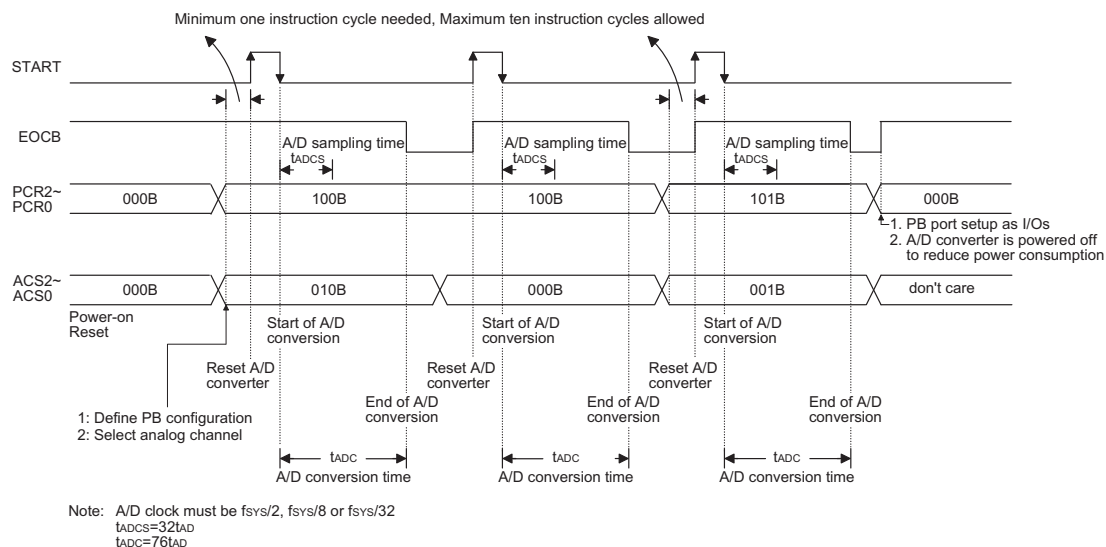 Minimum one instruction cycle needed, Maximum ten instruction cycles allowed
START
EOCB
A/D sampling time
tADCS
A/D sampling time
tADCS
A/D sampling time
tADCS
PCR2~
PCR0
000B
100B
100B
101B
000B
1. PB port setup as I/Os
2. A/D converter is powered off
to reduce power consumption
ACS2~
ACS0
000B
010B
000B
001B
don't care
Power-on
Reset
Start of A/D
conversion
Start of A/D
conversion
Start of A/D
conversion
Reset A/D
converter
Reset A/D
converter
Reset A/D
converter
End of A/D
conversion
End of A/D
conversion
End of A/D
conversion
1: Define PB configuration
2: Select analog channel
tADC
A/D conversion time
tADC
A/D conversion time
tADC
A/D conversion time
Note: A/D clock must be fSYS/2, fSYS/8 or fSYS/32
tADCS=32tAD
tADC=76tAD